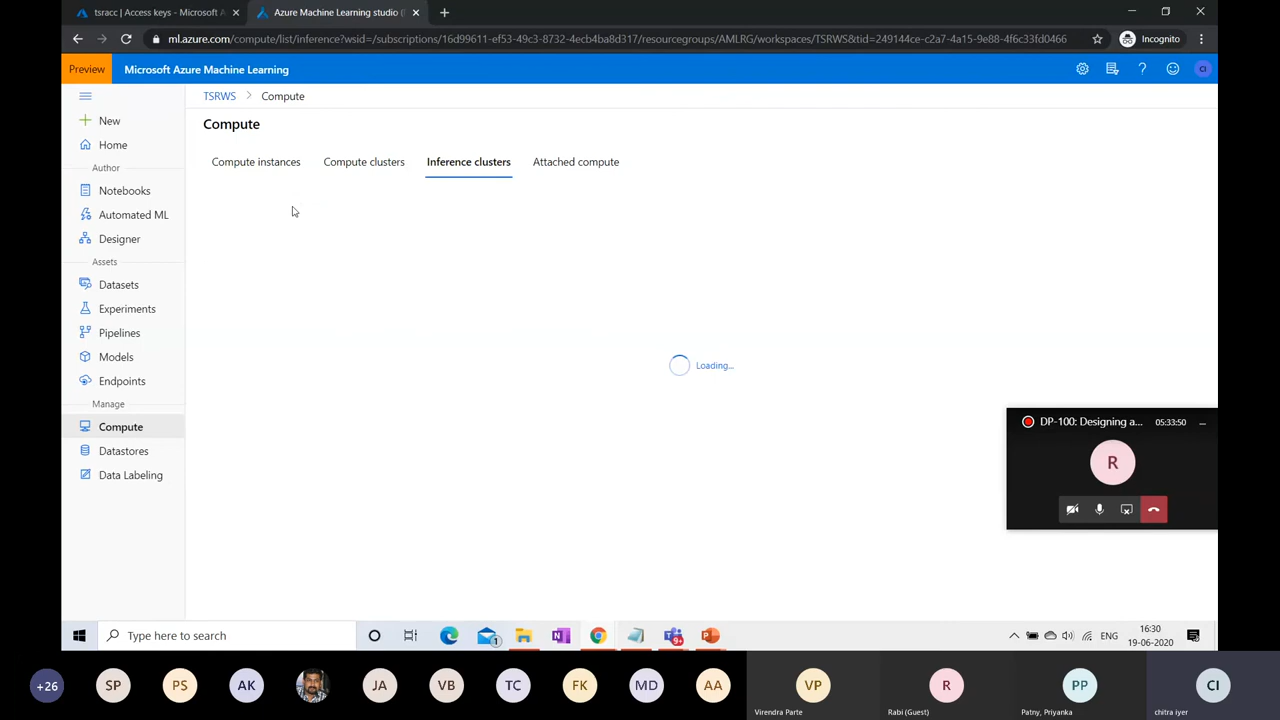 tsracc | Access keys - Microsoft A
Azure Machine Learning studio (
ml.azure.com/compute/list/inference?wsid=/subscriptions/16d99611-ef53-49c3-8732-4ecb4ba8d317/resourcegroups/AMLRG/workspaces/TSRWS&tid=249144ce-c2a7-4a15-9e88-4f6c33fd0466
Incognito
Preview
Microsoft Azure Machine Learning
CI
TSRWS > Compute
New
Home
Author
Notebooks
Automated ML
Designer
Assets
Datasets
Experiments
Pipelines
Models
Endpoints
Manage
Compute
Datastores
Data Labeling
Compute
Compute instances
Compute clusters
Inference clusters
Attached compute
Loading...
DP-100: Designing a...
05:33:50
R
Type here to search
1
9+
ENG
16:30
19-06-2020
+26
SP
PS
AK
JA
VB
TC
FK
MD
AA
VP
Virendra Parte
R
Rabi (Guest)
PP
Patny, Priyanka
CI
chitra iyer